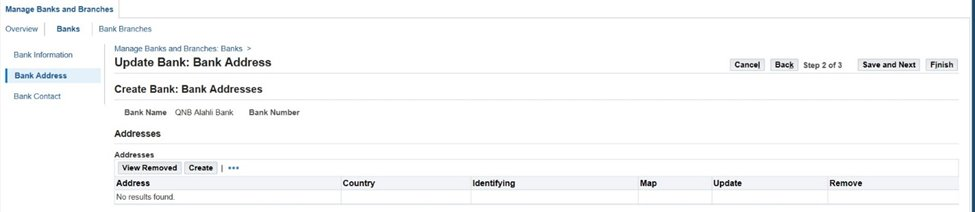 Manage Banks and Branches
Overview Banks Bank Branches
Bank Information
Bank Address
Bank Contact
Manage Banks and Branches: Banks >
Update Bank: Bank Address
Cancel Back Step 2 of 3 Save and Next Finish
Create Bank: Bank Addresses
Bank Name QNB Alahli Bank Bank Number
Addresses
Addresses
View Removed Create | •••
Address Country Identifying Map Update Remove
No results found.